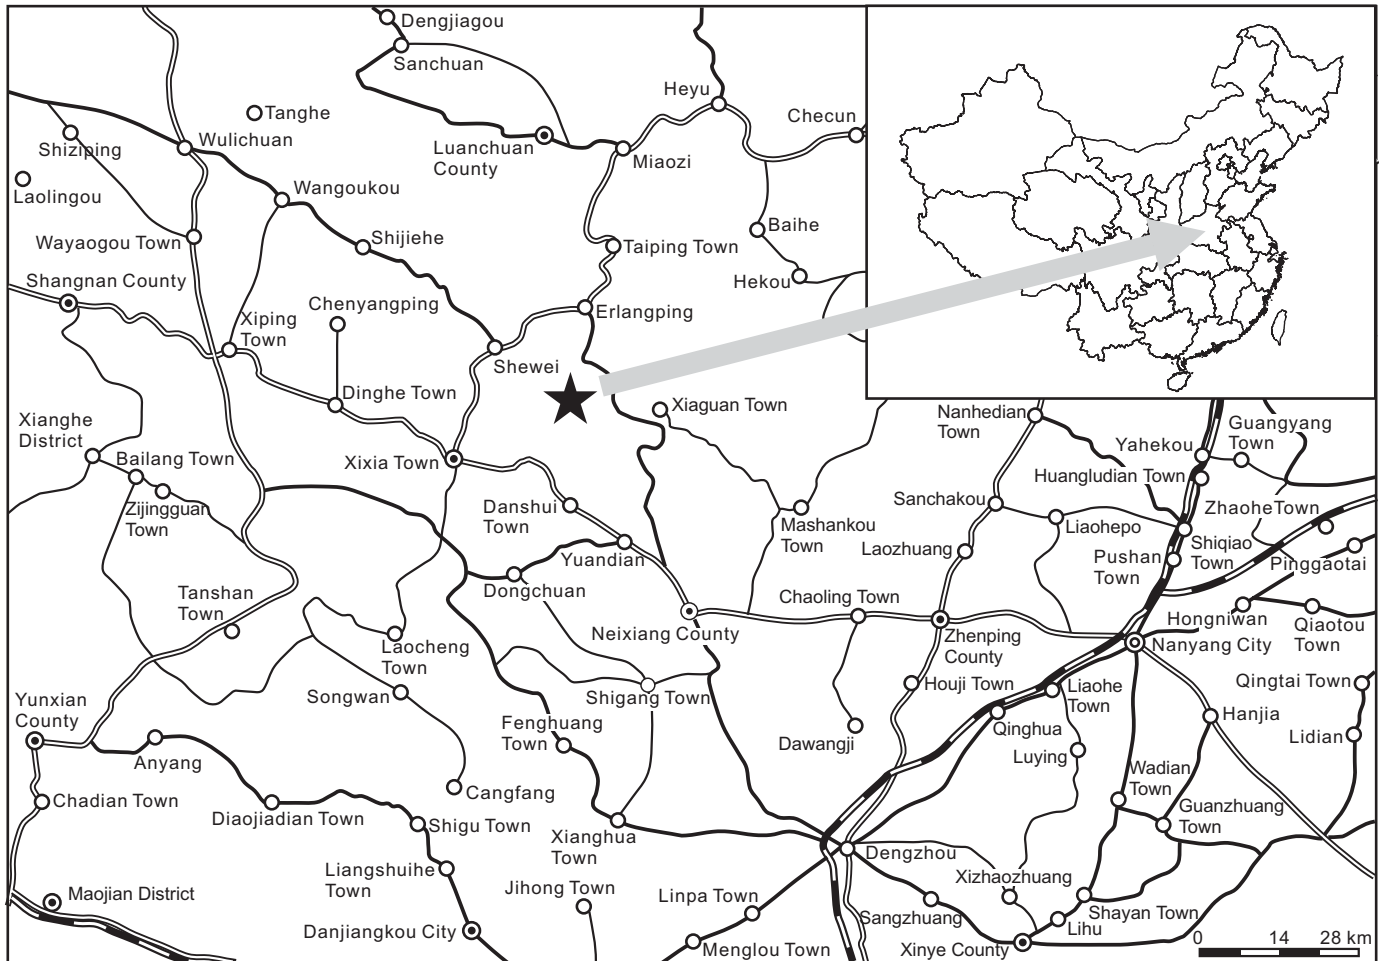 Dengjiagou
Sanchuan
Heyu
Checun
Tanghe
Wulichuan
Shiziping
Luanchuan
County
Miaozi
Laolingou
Wangoukou
Baihe
Shijiehe
Wayaogou Town
Taiping Town
Shangnan County
Hekou
Chenyangping
Erlangping
Xiping
Town
Shewei
Dinghe Town
Xiaguan Town
Nanhedian
Town
Xianghe
District
Guangyang
Town
Yahekou
Bailang Town
Xixia Town
Huangludian Town
Zijingguan
Town
Danshui
Town
Sanchakou
ZhaoheTown
Mashankou
Town
Liaohepo
Laozhuang
Shiqiao
Town
Yuandian
Pushan
Town
Pinggaotai
Dongchuan
Tanshan
Town
Chaoling Town
Hongniwan
Qiaotou
Town
Neixiang County
Zhenping
County
Nanyang City
Laocheng
Town
Songwan
Shigang Town
Houji Town
Liaohe
Town
Qingtai Town
Yunxian
County
Fenghuang
Town
Qinghua
Hanjia
Lidian
Dawangji
Luying
Anyang
Wadian
Town
Cangfang
Chadian Town
Guanzhuang
Town
Diaojiadian Town
Shigu Town
Xianghua
Town
Dengzhou
Liangshuihe
Town
Xizhaozhuang
Maojian District
Jihong Town
Linpa Town
Shayan Town
Sangzhuang
Lihu
Danjiangkou City
Menglou Town
Xinye County
0 14 28 km